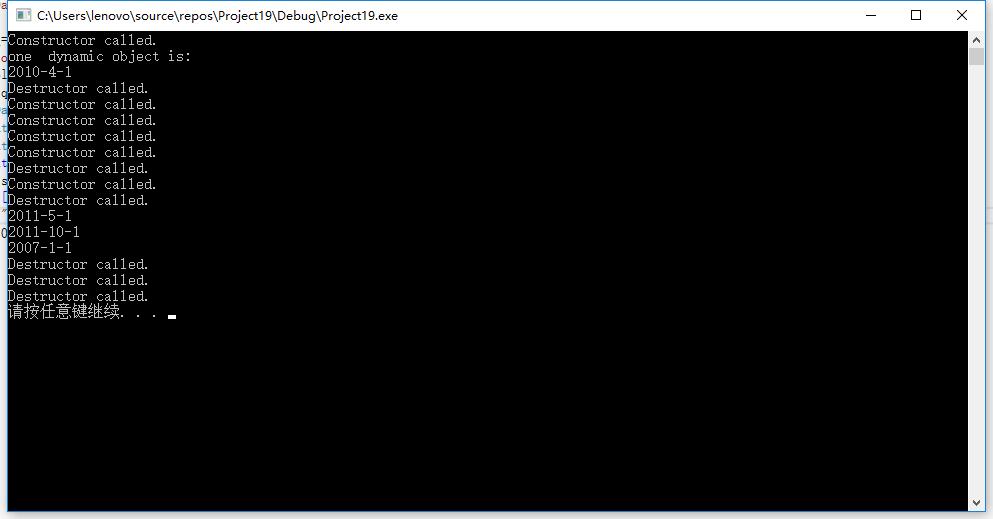 C:\Users\lenovo\source\repos\Project19\Debug\Project19.exe
Constructor called.
one  dynamic object is:
2010-4-1
Destructor called.
Constructor called.
Constructor called.
Constructor called.
Constructor called.
Destructor called.
Constructor called.
Destructor called.
2011-5-1
2011-10-1
2007-1-1
Destructor called.
Destructor called.
Destructor called.
请按任意键继续. . .